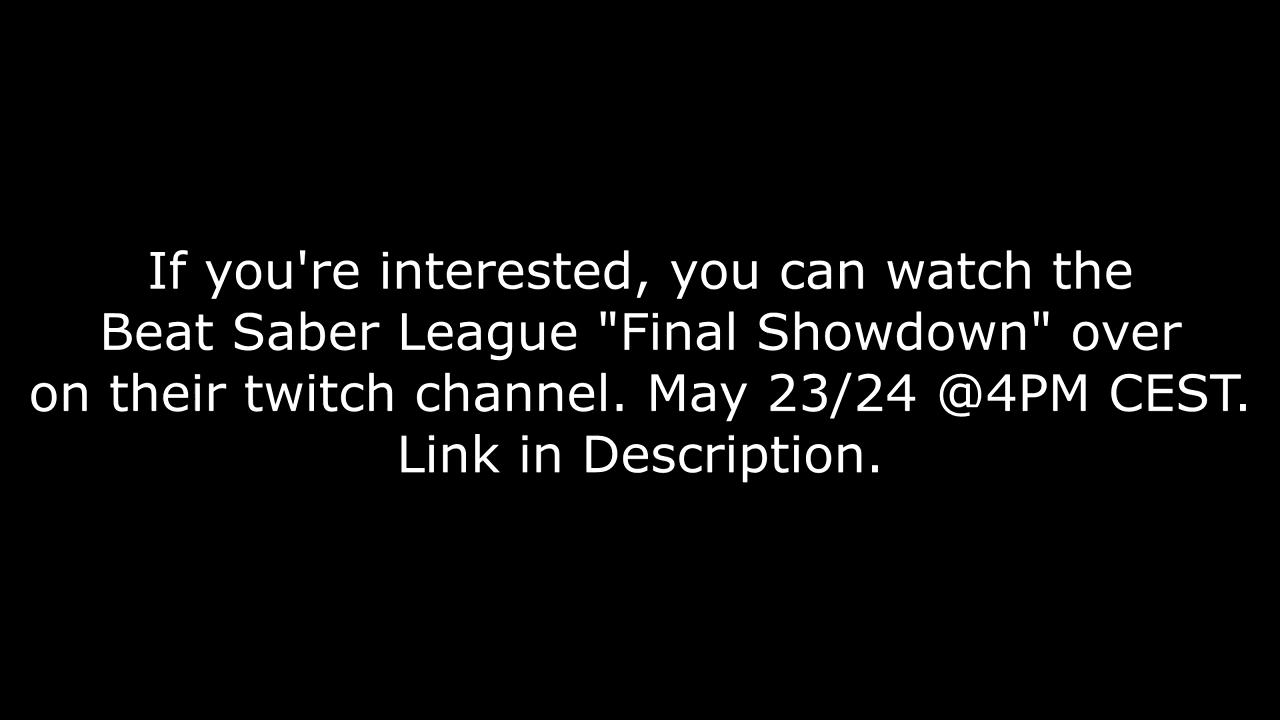 If you're interested, you can watch the
Beat Saber League "Final Showdown" over
on their twitch channel. May 23/24 @4PM CEST.
Link in Description.